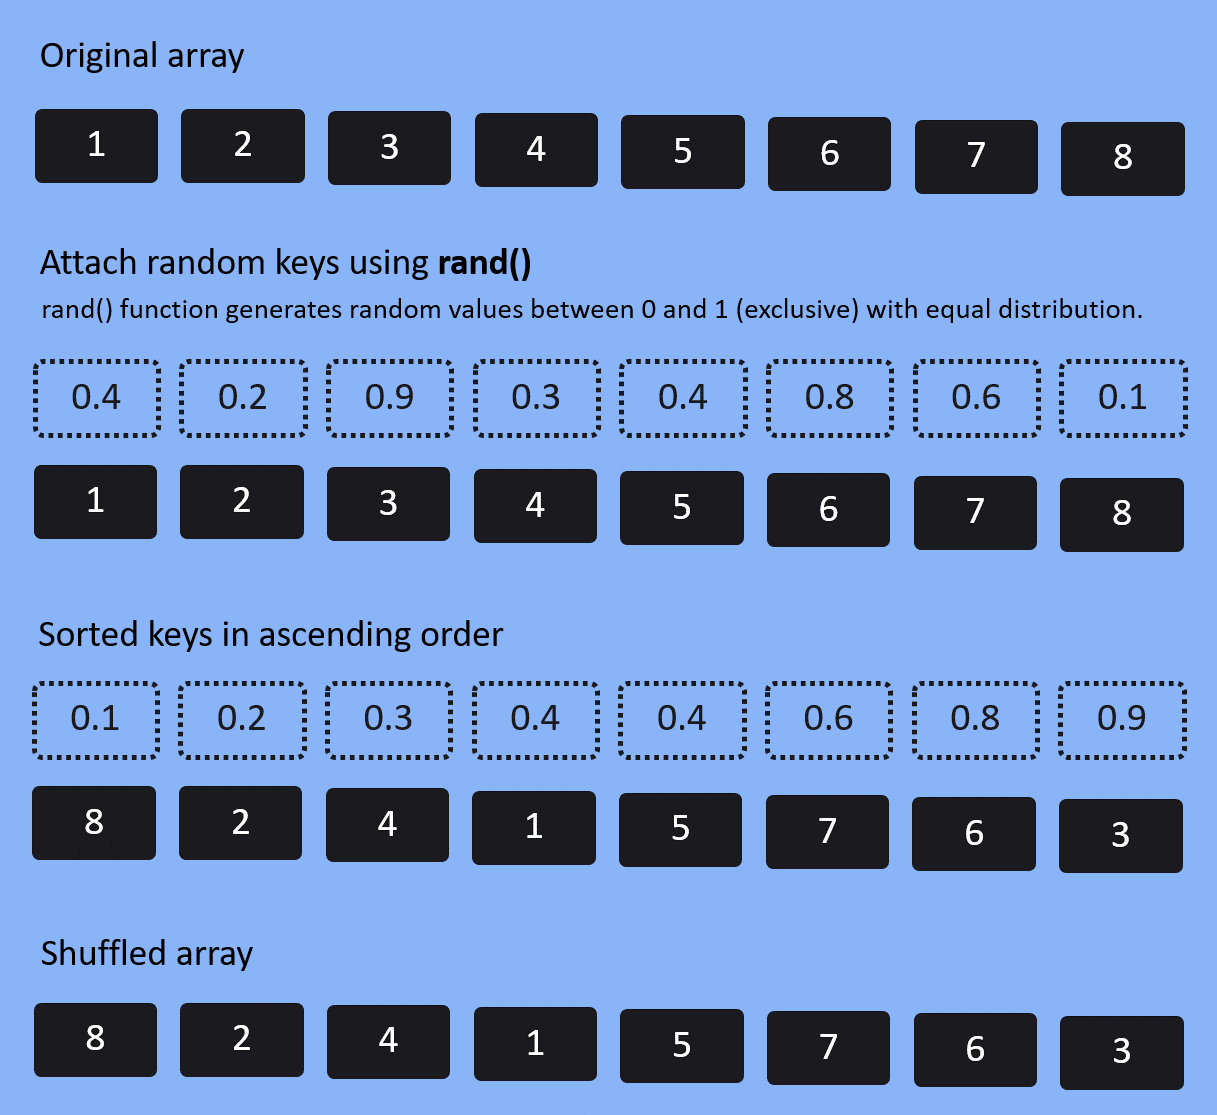 Original array
1 2 3 4 5 6 7 8
Attach random keys using rand()
rand() function generates random values between 0 and 1 (exclusive) with equal distribution.
0.4 0.2 0.9 0.3 0.4 0.8 0.6 0.1
1 2 3 4 5 6 7 8
Sorted keys in ascending order
0.1 0.2 0.3 0.4 0.4 0.6 0.8 0.9
8 2 4 1 5 7 6 3
Shuffled array
8 2 4 1 5 7 6 3